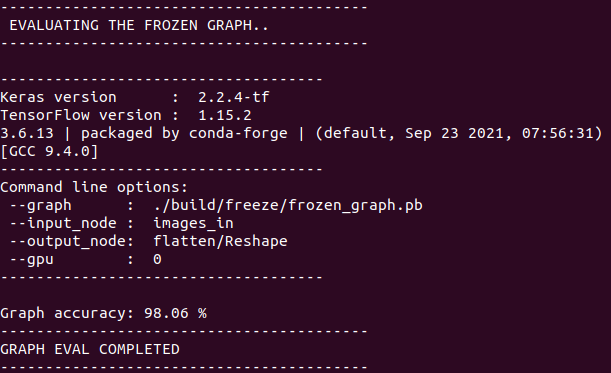 -----------------------------------------
 EVALUATING THE FROZEN GRAPH..
-----------------------------------------
------------------------------------
Keras version      :  2.2.4-tf
TensorFlow version :  1.15.2
3.6.13 | packaged by conda-forge | (default, Sep 23 2021, 07:56:31)
[GCC 9.4.0]
------------------------------------
Command line options:
 --graph      :  ./build/freeze/frozen_graph.pb
 --input_node :  images_in
 --output_node:  flatten/Reshape
 --gpu        :  0
------------------------------------
Graph accuracy: 98.06 %
-----------------------------------------
GRAPH EVAL COMPLETED
-----------------------------------------